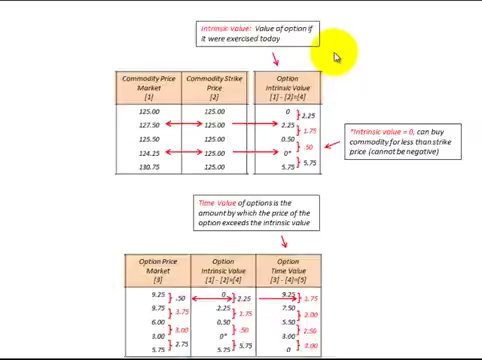 Intrinsic Value: Value of option if
it were exercised today
Commodity Price Commodity Strike Option
Market Price Intrinsic Value
[1] [2] [1] - [2]=[4]
125.00 125.00 0 } 2.25
127.50 125.00 2.25 } 1.75
125.50 125.00 0.50 } .50
124.25 125.00 0* } 5.75
130.75 125.00 5.75
*Intrinsic value = 0, can buy
commodity for less than strike
price (cannot be negative)
Time Value of options is the
amount by which the price of the
option exceeds the intrinsic value
Option Price Option Option
Market Intrinsic Value Time Value
[3] [1] - [2]=[4] [3] - [4]=[5]
9.25 } .50 0 } 2.25 9.25 } 1.75
9.75 } 3.75 2.25 } 1.75 7.50 } 2.00
6.00 } 3.00 0.50 } .50 5.50 } 2.50
3.00 } 2.75 0* } 5.75 3.00 } 3.00
5.75 5.75 0